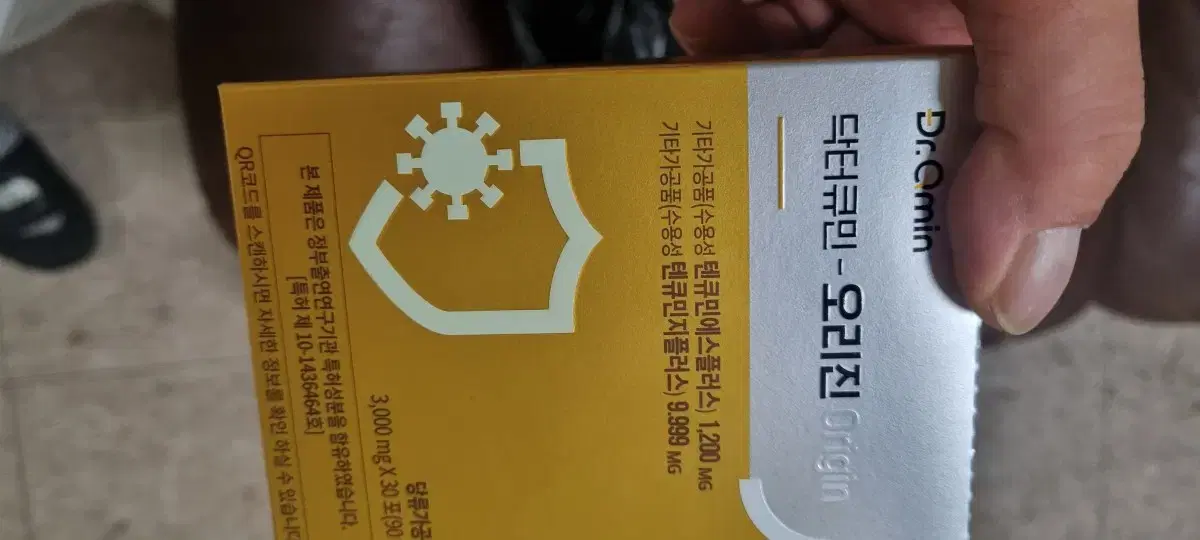 Dr.Qmin
닥터큐민 - 오리진 Origin
기타가공품(수용성 텐큐민에스플러스) 1,200 MG
기타가공품(수용성 텐큐민지플러스) 9.999 MG
당류가공
3,000 mg X 30 포(90
본 제품은 정부출연연구기관 특허성분을 함유하였습니다.
[특허 제 10-1436464호]
QR코드를 스캔하시면 자세한 정보를 확인 하실 수 있습니다